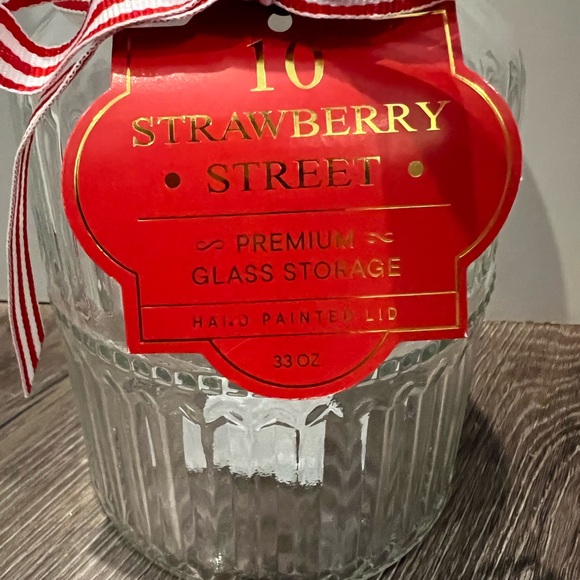 10
STRAWBERRY
• STREET •
PREMIUM
GLASS STORAGE
HAND PAINTED LID
33 OZ